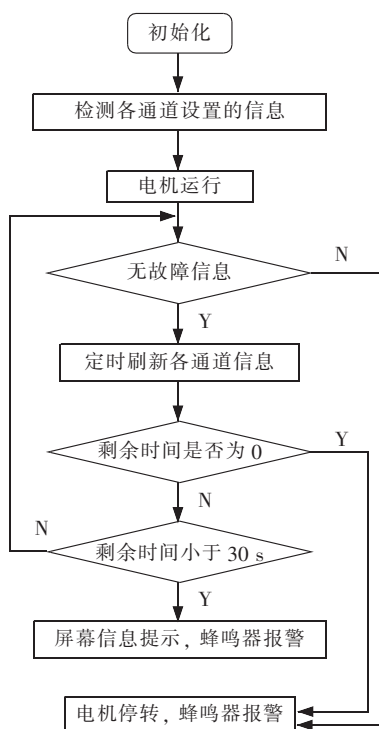 初始化
检测各通道设置的信息
电机运行
无故障信息
N
Y
定时刷新各通道信息
剩余时间是否为 0
Y
N
N
剩余时间小于 30 s
Y
屏幕信息提示, 蜂鸣器报警
电机停转, 蜂鸣器报警